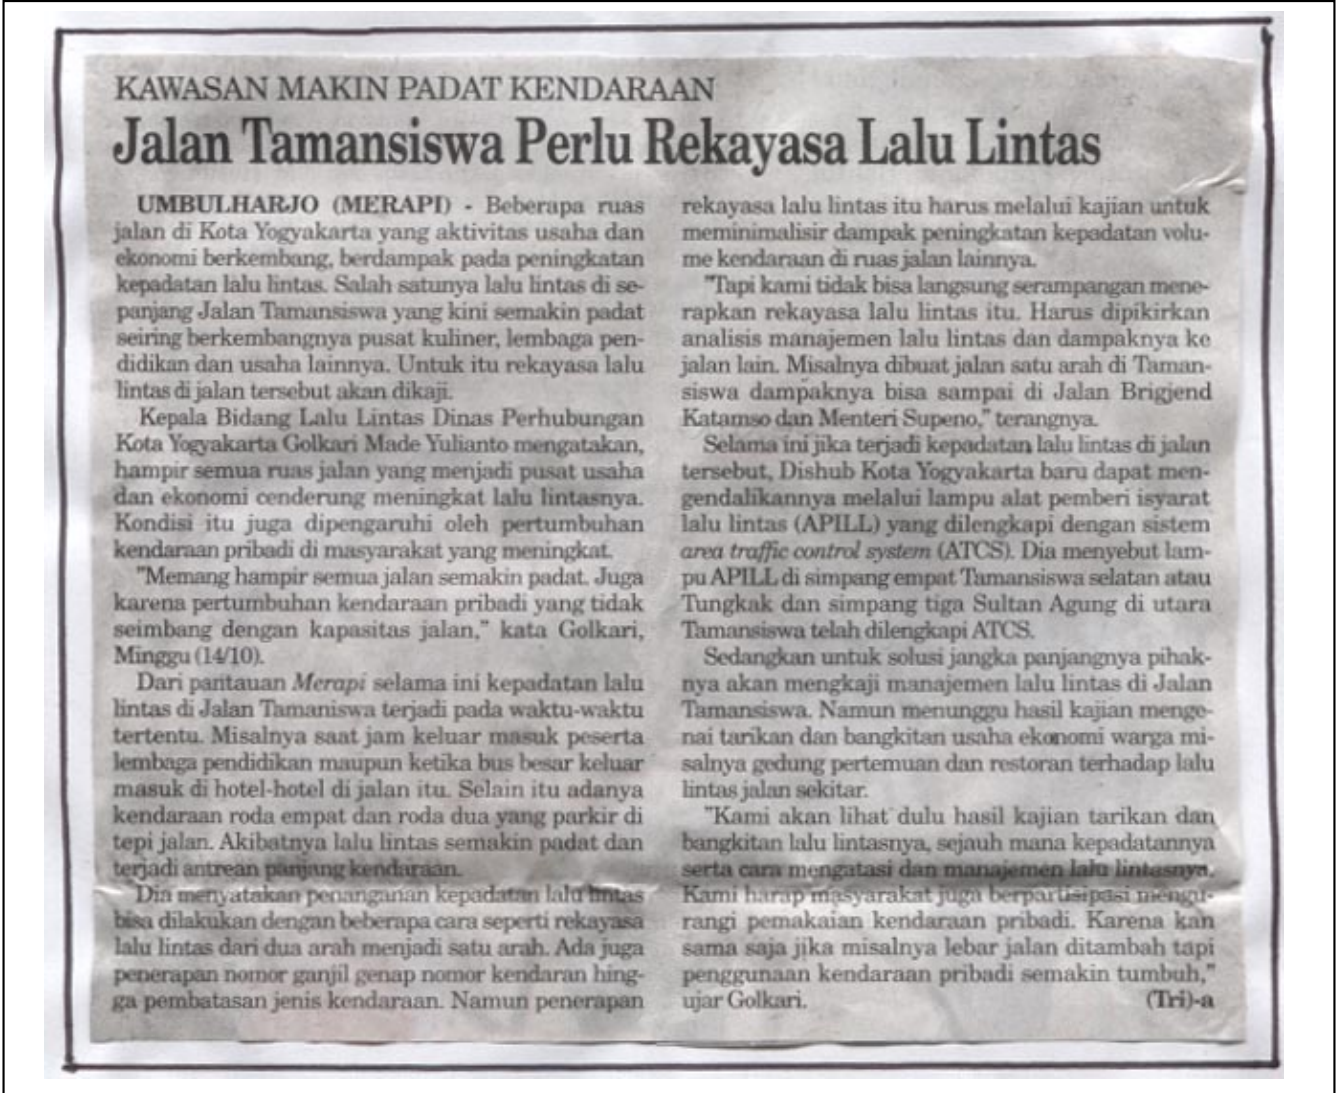 KAWASAN MAKIN PADAT KENDARAAN
Jalan Tamansiswa Perlu Rekayasa Lalu Lintas
UMBULHARJO (MERAPI) - Beberapa ruas
jalan di Kota Yogyakarta yang aktivitas usaha dan
ekonomi berkembang, berdampak pada peningkatan
kepadatan lalu lintas. Salah satunya lalu lintas di se-
panjang Jalan Tamansiswa yang kini semakin padat
seiring berkembangnya pusat kuliner, lembaga pen-
didikan dan usaha lainnya. Untuk itu rekayasa lalu
lintas di jalan tersebut akan dikaji.
Kepala Bidang Lalu Lintas Dinas Perhubungan
Kota Yogyakarta Golkari Made Yulianto mengatakan,
hampir semua ruas jalan yang menjadi pusat usaha
dan ekonomi cenderung meningkat lalu lintasnya.
Kondisi itu juga dipengaruhi oleh pertumbuhan
kendaraan pribadi di masyarakat yang meningkat.
"Memang hampir semua jalan semakin padat. Juga
karena pertumbuhan kendaraan pribadi yang tidak
seimbang dengan kapasitas jalan," kata Golkari,
Minggu (14/10).
Dari pantauan Merapi selama ini kepadatan lalu
lintas di Jalan Tamaniswa terjadi pada waktu-waktu
tertentu. Misalnya saat jam keluar masuk peserta
lembaga pendidikan maupun ketika bus besar keluar
masuk di hotel-hotel di jalan itu. Selain itu adanya
kendaraan roda empat dan roda dua yang parkir di
tepi jalan. Akibatnya lalu lintas semakin padat dan
terjadi antrean panjang kendaraan.
Dia menyatakan penanganan kepadatan lalu lintas
bisa dilakukan dengan beberapa cara seperti rekayasa
lalu lintas dari dua arah menjadi satu arah. Ada juga
penerapan nomor ganjil genap nomor kendaran hing-
ga pembatasan jenis kendaraan. Namun penerapan
rekayasa lalu lintas itu harus melalui kajian untuk
meminimalisir dampak peningkatan kepadatan volu-
me kendaraan di ruas jalan lainnya.
"Tapi kami tidak bisa langsung serampangan mene-
rapkan rekayasa lalu lintas itu. Harus dipikirkan
analisis manajemen lalu lintas dan dampaknya ke
jalan lain. Misalnya dibuat jalan satu arah di Taman-
siswa dampaknya bisa sampai di Jalan Brigjend
Katamso dan Menteri Supeno," terangnya.
Selama ini jika terjadi kepadatan lalu lintas di jalan
tersebut, Dishub Kota Yogyakarta baru dapat men-
gendalikannya melalui lampu alat pemberi isyarat
lalu lintas (APILL) yang dilengkapi dengan sistem
area traffic control system (ATCS). Dia menyebut lam-
pu APILL di simpang empat Tamansiswa selatan atau
Tungkak dan simpang tiga Sultan Agung di utara
Tamansiswa telah dilengkapi ATCS.
Sedangkan untuk solusi jangka panjangnya pihak-
nya akan mengkaji manajemen lalu lintas di Jalan
Tamansiswa. Namun menunggu hasil kajian menge-
nai tarikan dan bangkitan usaha ekonomi warga mi-
salnya gedung pertemuan dan restoran terhadap lalu
lintas jalan sekitar.
"Kami akan lihat dulu hasil kajian tarikan dan
bangkitan lalu lintasnya, sejauh mana kepadatannya
serta cara mengatasi dan manajemen lalu lintasnya.
Kami harap masyarakat juga berpartisipasi mengu-
rangi pemakaian kendaraan pribadi. Karena kan
sama saja jika misalnya lebar jalan ditambah tapi
penggunaan kendaraan pribadi semakin tumbuh,"
ujar Golkari. (Tri)-a